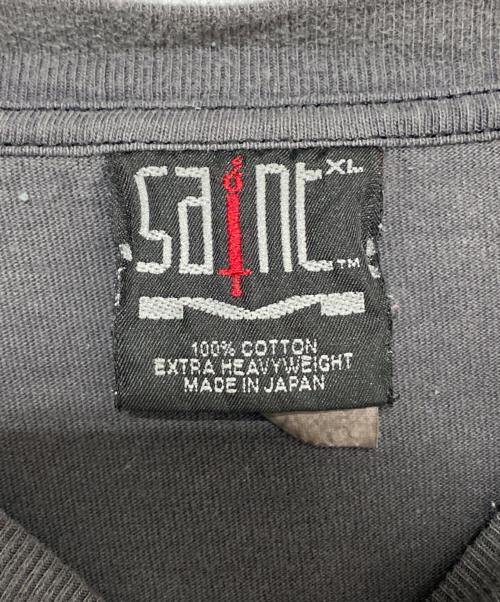 saint XL
TM
100% COTTON
EXTRA HEAVYWEIGHT
MADE IN JAPAN